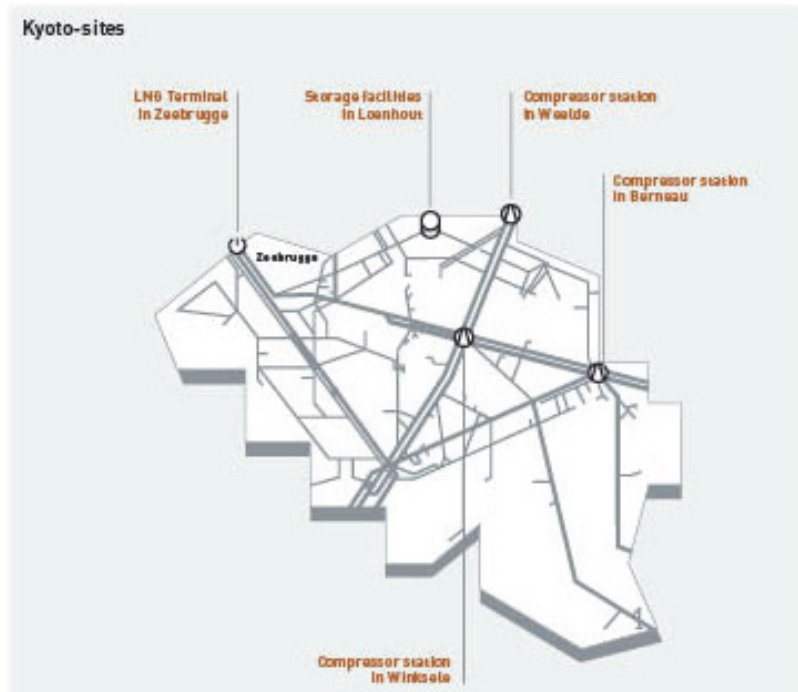 Kyoto-sites
LNG Terminal
in Zeebrugge
Storage facilities
in Loenhout
Compressor station
in Weelde
Compressor station
in Berneau
Zeebrugge
Compressor station
in Winksele